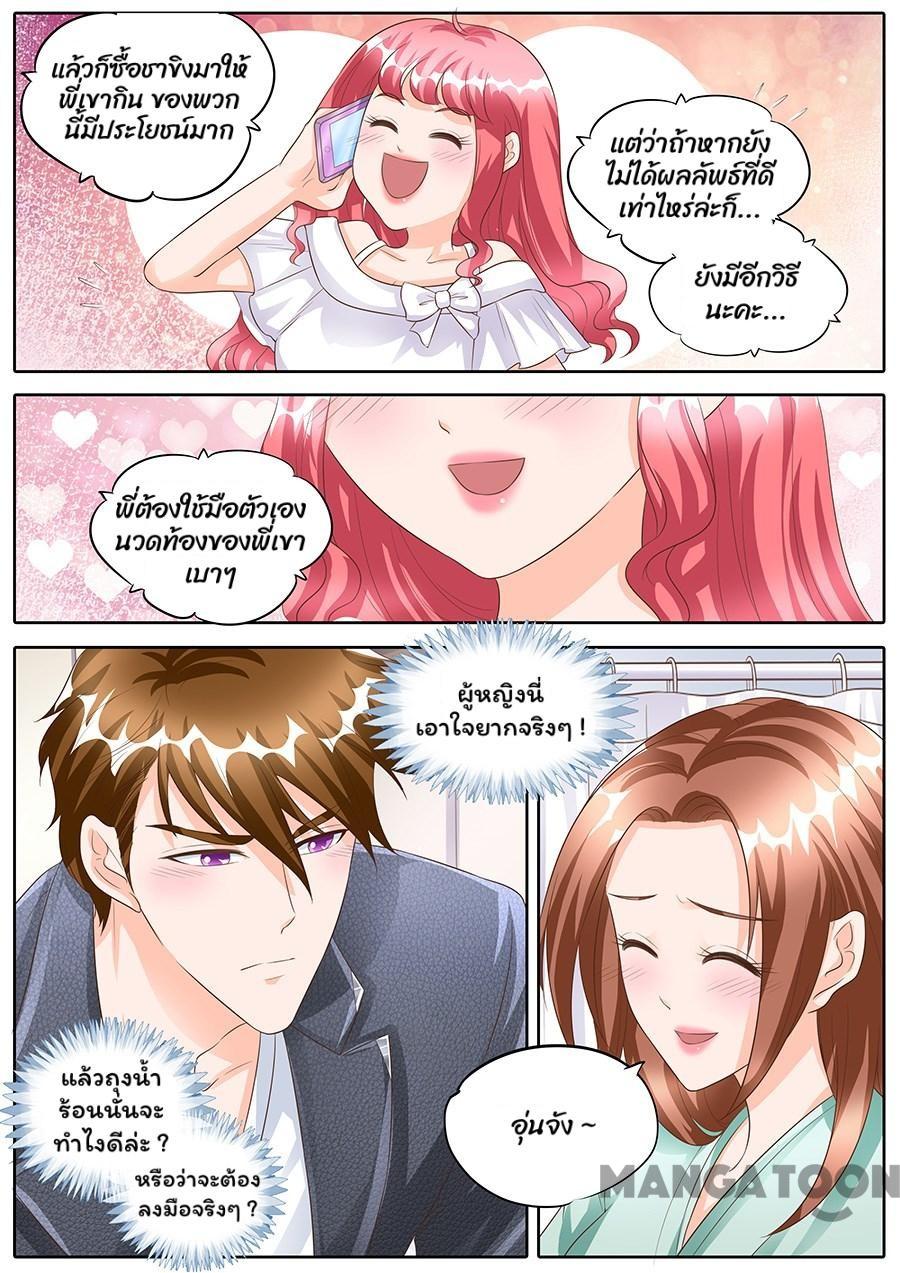 แล้วก็ซื้อชาขิงมาให้
พี่เขากิน ของพวก
นี้มีประโยชน์มาก
แต่ว่าถ้าหากยัง
ไม่ได้ผลลัพธ์ที่ดี
เท่าไหร่ล่ะก็...
ยังมีอีกวิธี
นะคะ...
พี่ต้องใช้มือตัวเอง
นวดท้องของพี่เขา
เบาๆ
ผู้หญิงนี่
เอาใจยากจริงๆ !
แล้วถุงน้ำ
ร้อนนั่นจะ
ทำไงดีล่ะ ?
หรือว่าจะต้อง
ลงมือจริงๆ ?
อุ่นจัง ~
MANGATOON